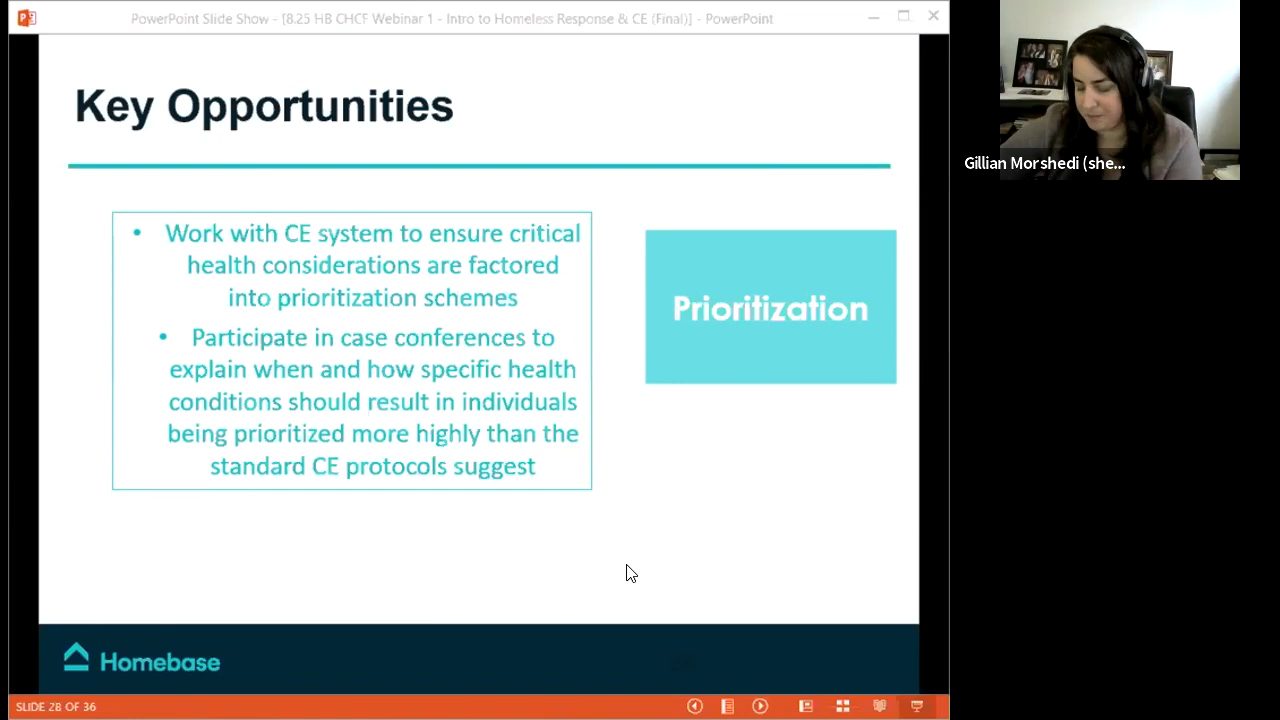 PowerPoint Slide Show - [8.25 HB CHCF Webinar 1 - Intro to Homeless Response & CE (Final)] - PowerPoint
Key Opportunities
• Work with CE system to ensure critical
health considerations are factored
into prioritization schemes
• Participate in case conferences to
explain when and how specific health
conditions should result in individuals
being prioritized more highly than the
standard CE protocols suggest
Prioritization
Gillian Morshedi (she...
Homebase
SLIDE 28 OF 36